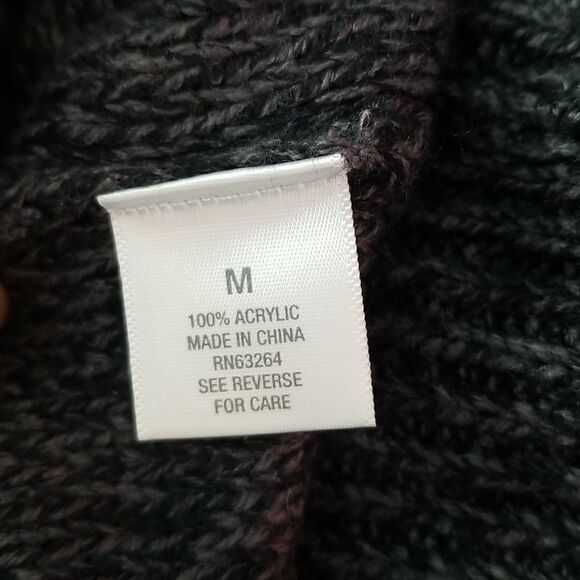 M
100% ACRYLIC
MADE IN CHINA
RN63264
SEE REVERSE
FOR CARE